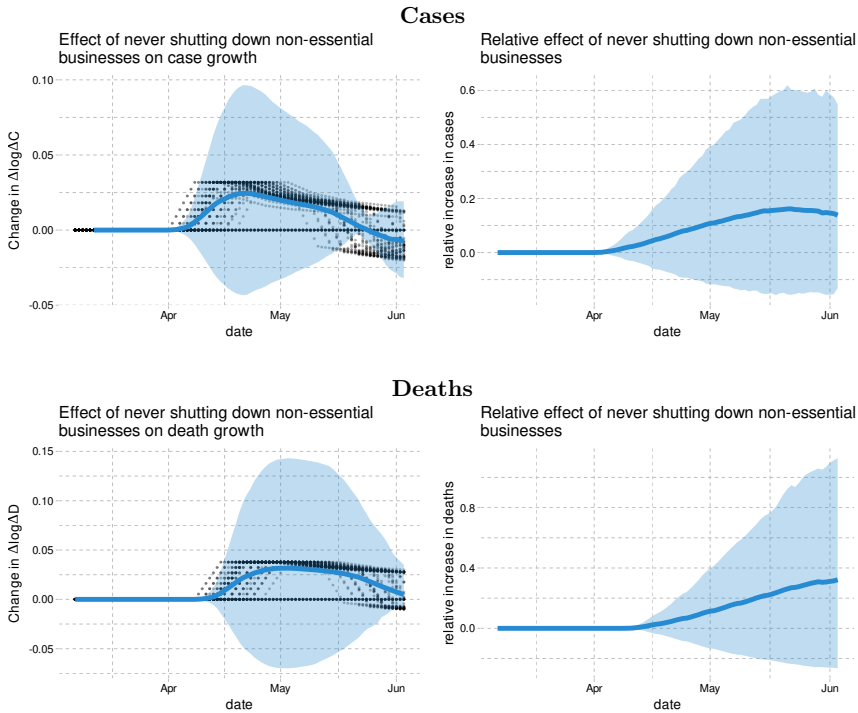 Cases
Effect of never shutting down non-essential
businesses on case growth
Change in ΔlogΔC
0.10
0.05
0.00
-0.05
Apr
May
Jun
date
Relative effect of never shutting down non-essential
businesses
relative increase in cases
0.6
0.4
0.2
0.0
Apr
May
Jun
date
Deaths
Effect of never shutting down non-essential
businesses on death growth
Change in ΔlogΔD
0.15
0.10
0.05
0.00
-0.05
Apr
May
Jun
date
Relative effect of never shutting down non-essential
businesses
relative increase in deaths
0.8
0.4
0.0
Apr
May
Jun
date